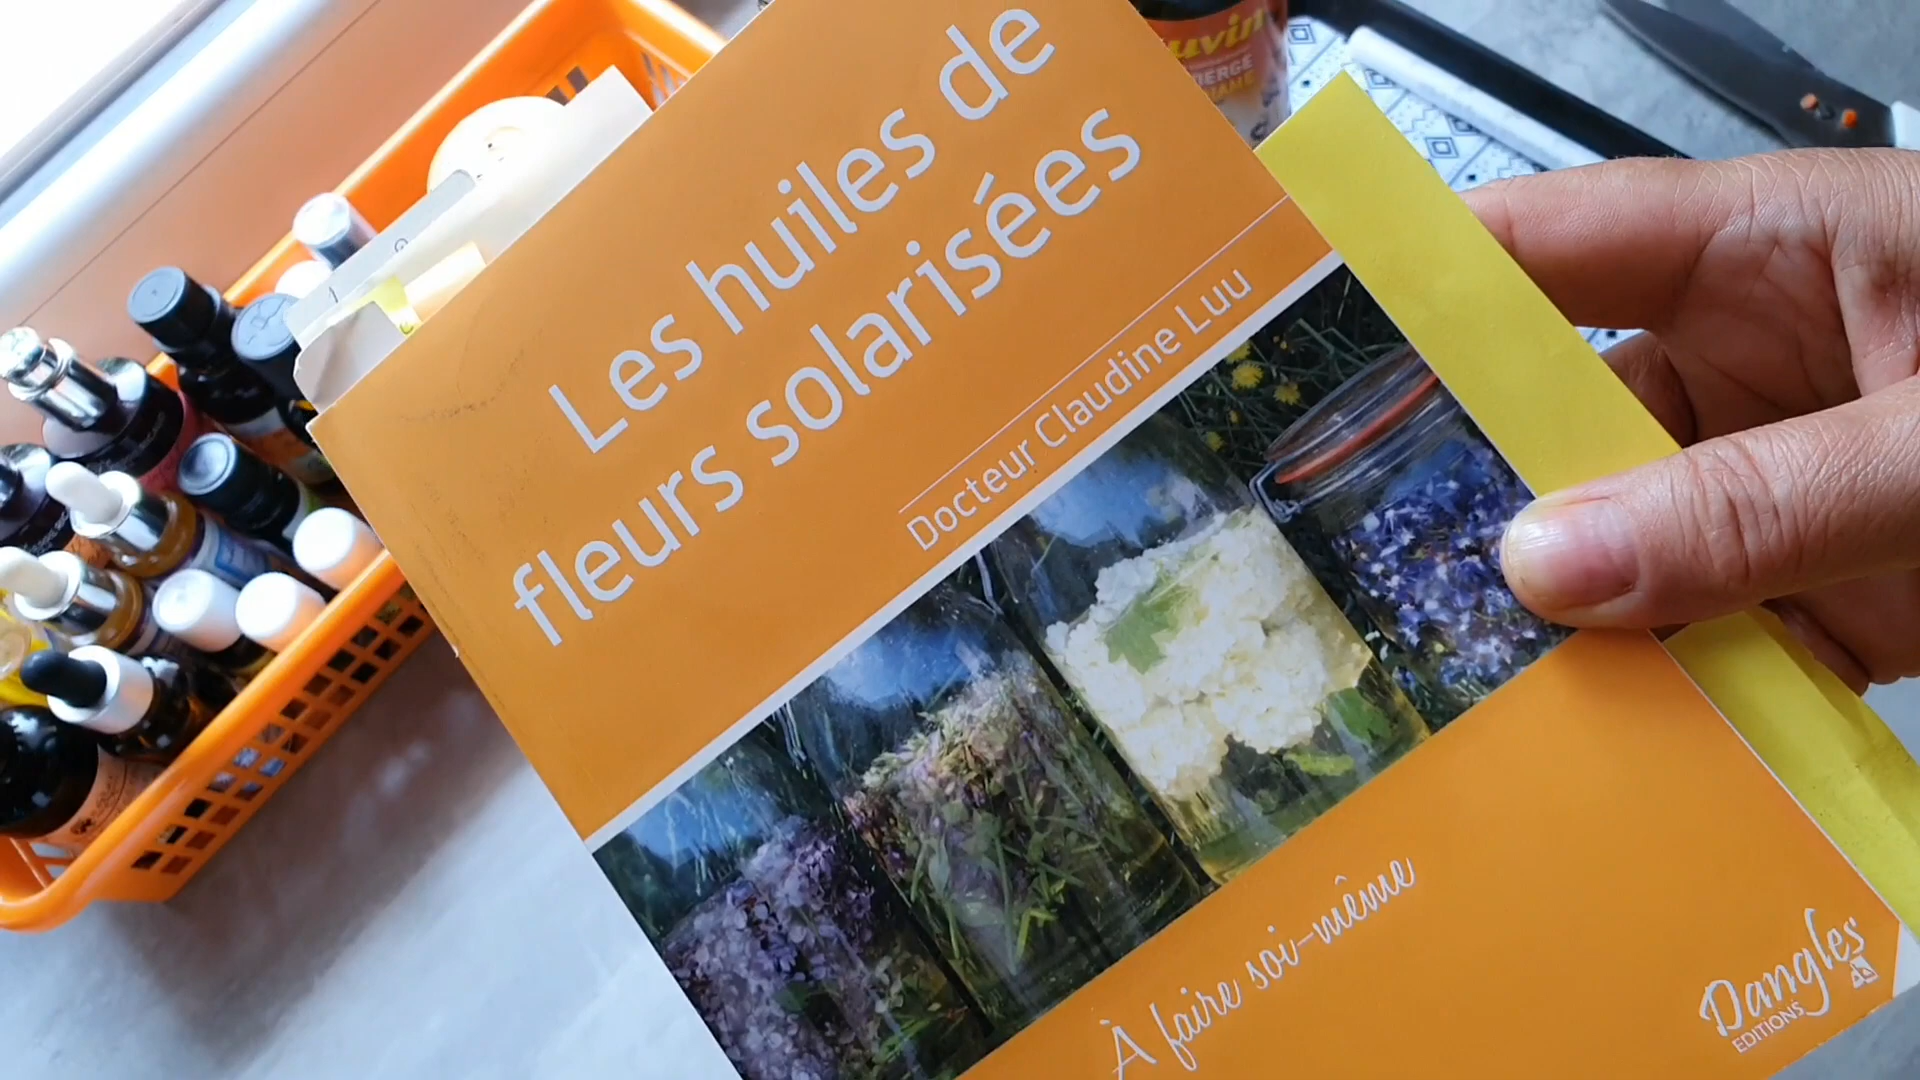 Les huiles de
fleurs solarisées
Docteur Claudine Luu
À faire soi-même
Dangles
EDITIONS